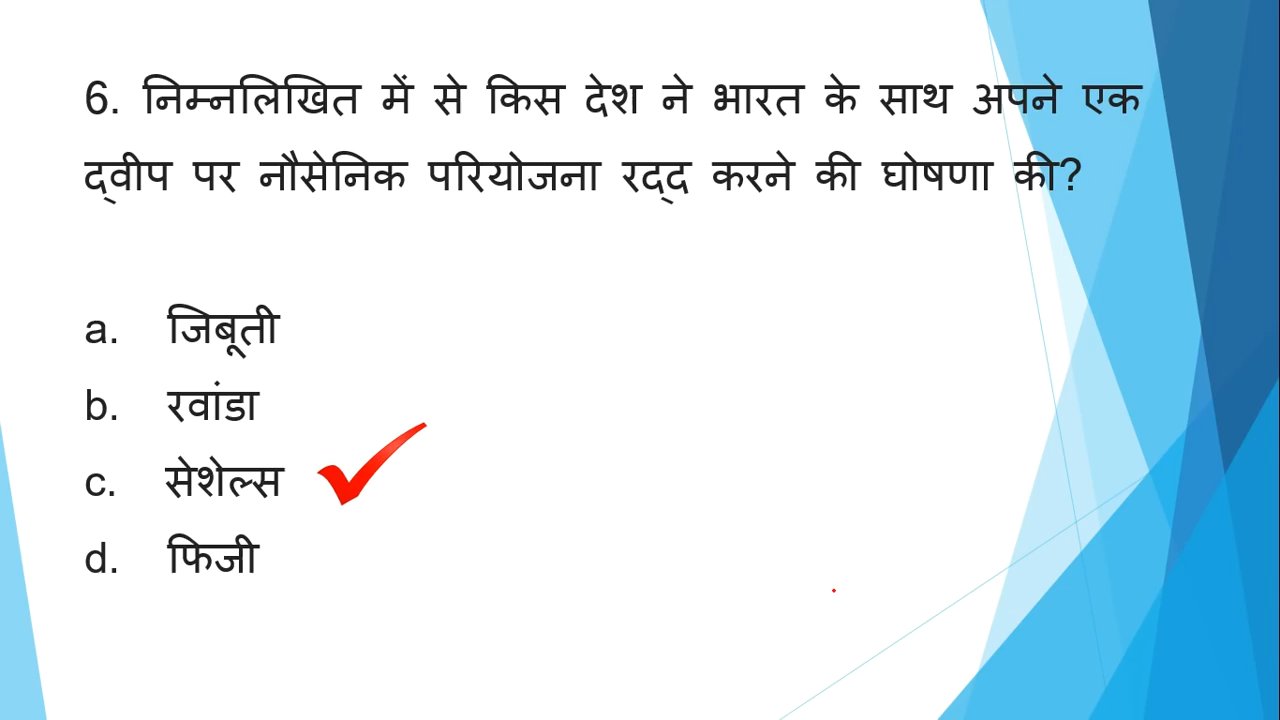 6. निम्नलिखित में से किस देश ने भारत के साथ अपने एक
द्वीप पर नौसेनिक परियोजना रद्द करने की घोषणा की?
a. जिबूती
b. रवांडा
c. सेशेल्स
d. फिजी